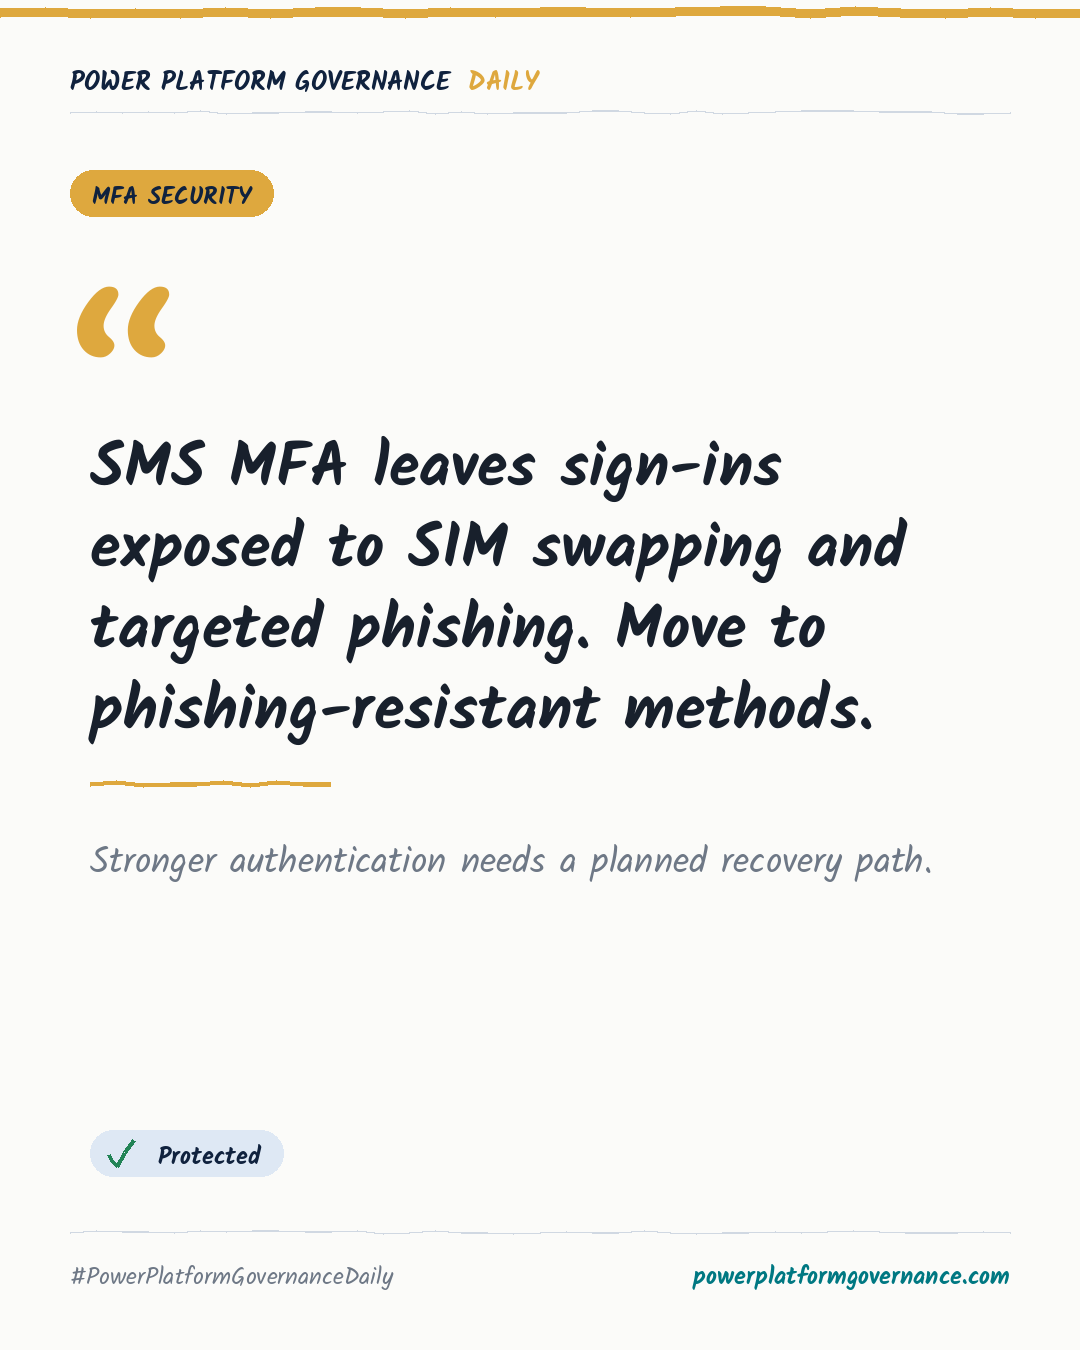 POWER PLATFORM GOVERNANCE DAILY
MFA SECURITY
“
SMS MFA leaves sign-ins
exposed to SIM swapping and
targeted phishing. Move to
phishing-resistant methods.
Stronger authentication needs a planned recovery path.
✓ Protected
#PowerPlatformGovernanceDaily
powerplatformgovernance.com